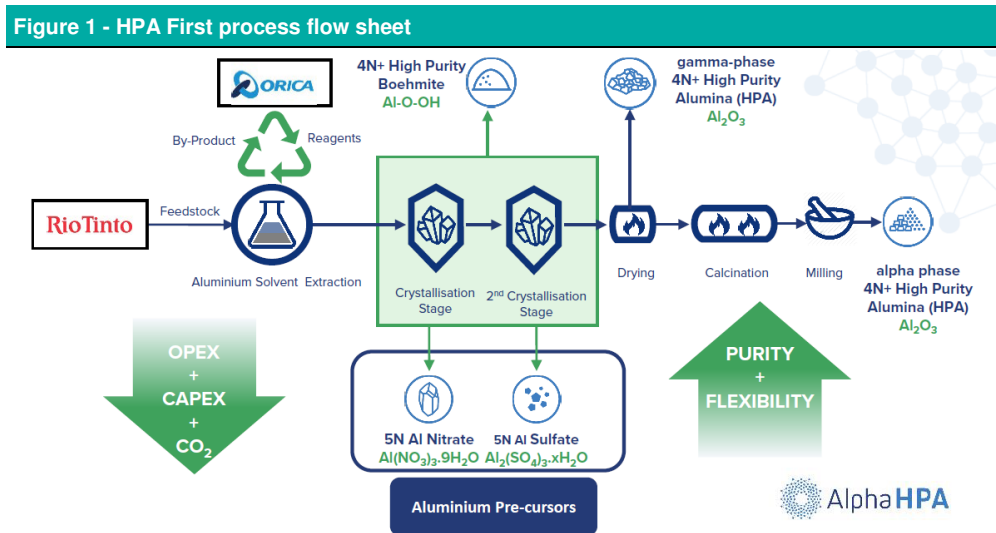 Figure 1 - HPA First process flow sheet
ORICA
4N+ High Purity
Boehmite
Al-O-OH
gamma-phase
4N+ High Purity
Alumina (HPA)
Al₂O₃
By-Product
Reagents
RioTinto
Feedstock
Aluminium Solvent Extraction
Crystallisation
Stage
2nd Crystallisation
Stage
Drying
Calcination
Milling
alpha phase
4N+ High Purity
Alumina (HPA)
Al₂O₃
OPEX
+
CAPEX
+
CO₂
PURITY
+
FLEXIBILITY
5N Al Nitrate
Al(NO₃)₃.9H₂O
5N Al Sulfate
Al₂(SO₄)₃.xH₂O
Aluminium Pre-cursors
AlphaHPA